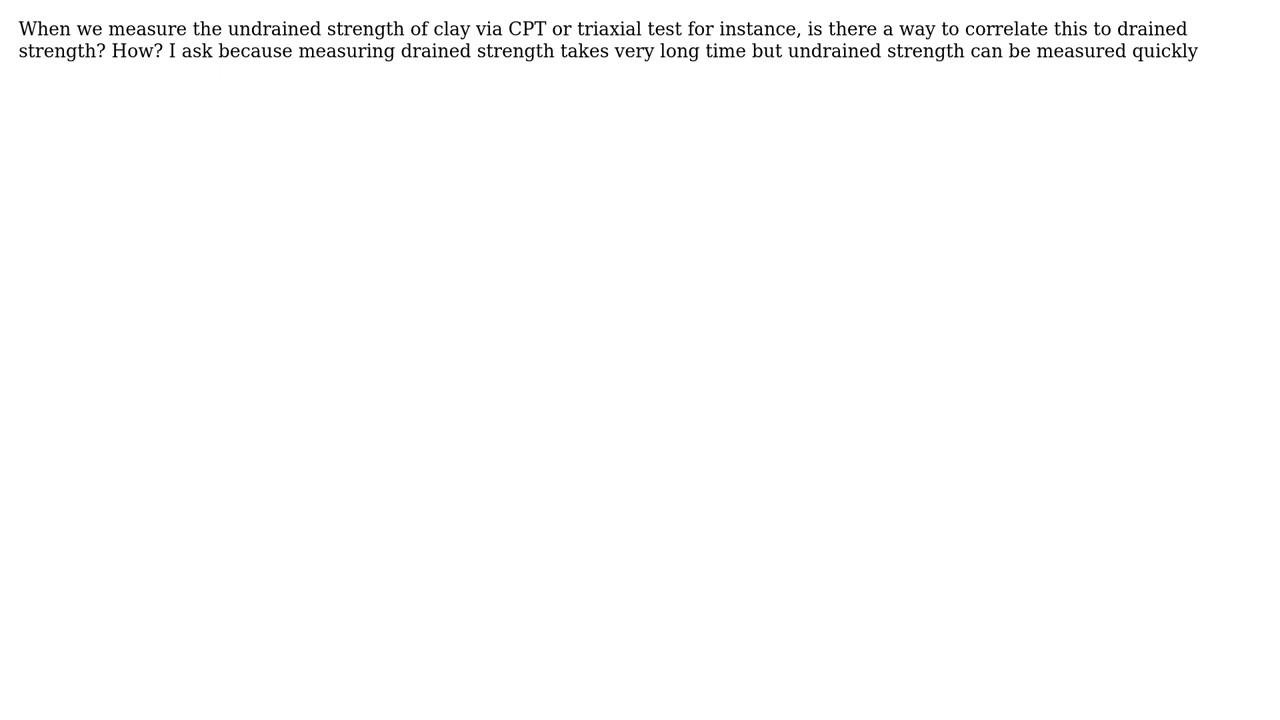 When we measure the undrained strength of clay via CPT or triaxial test for instance, is there a way to correlate this to drained
strength? How? I ask because measuring drained strength takes very long time but undrained strength can be measured quickly